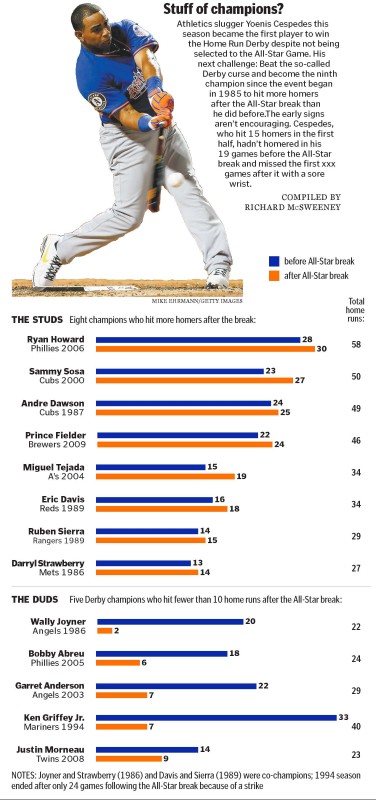 Stuff of champions?
Athletics slugger Yoenis Cespedes this
season became the first player to win
the Home Run Derby despite not being
selected to the All-Star Game. His
next challenge: Beat the so-called
Derby curse and become the ninth
champion since the event began
in 1985 to hit more homers
after the All-Star break than
he did before.The early signs
aren't encouraging. Cespedes,
who hit 15 homers in the first
half, hadn't homered in his
19 games before the All-Star
break and missed the first xxx
games after it with a sore
wrist.
COMPILED BY
RICHARD McSWEENEY
before All-Star break
after All-Star break
MIKE EHRMANN/GETTY IMAGES
Total
home
runs:
THE STUDS Eight champions who hit more homers after the break:
Ryan Howard 28
Phillies 2006 30
58
Sammy Sosa 23
Cubs 2000 27
50
Andre Dawson 24
Cubs 1987 25
49
Prince Fielder 22
Brewers 2009 24
46
Miguel Tejada 15
A's 2004 19
34
Eric Davis 16
Reds 1989 18
34
Ruben Sierra 14
Rangers 1989 15
29
Darryl Strawberry 13
Mets 1986 14
27
THE DUDS Five Derby champions who hit fewer than 10 home runs after the All-Star break:
Wally Joyner 20
Angels 1986 2
22
Bobby Abreu 18
Phillies 2005 6
24
Garret Anderson 22
Angels 2003 7
29
Ken Griffey Jr. 33
Mariners 1994 7
40
Justin Morneau 14
Twins 2008 9
23
NOTES: Joyner and Strawberry (1986) and Davis and Sierra (1989) were co-champions; 1994 season
ended after only 24 games following the All-Star break because of a strike